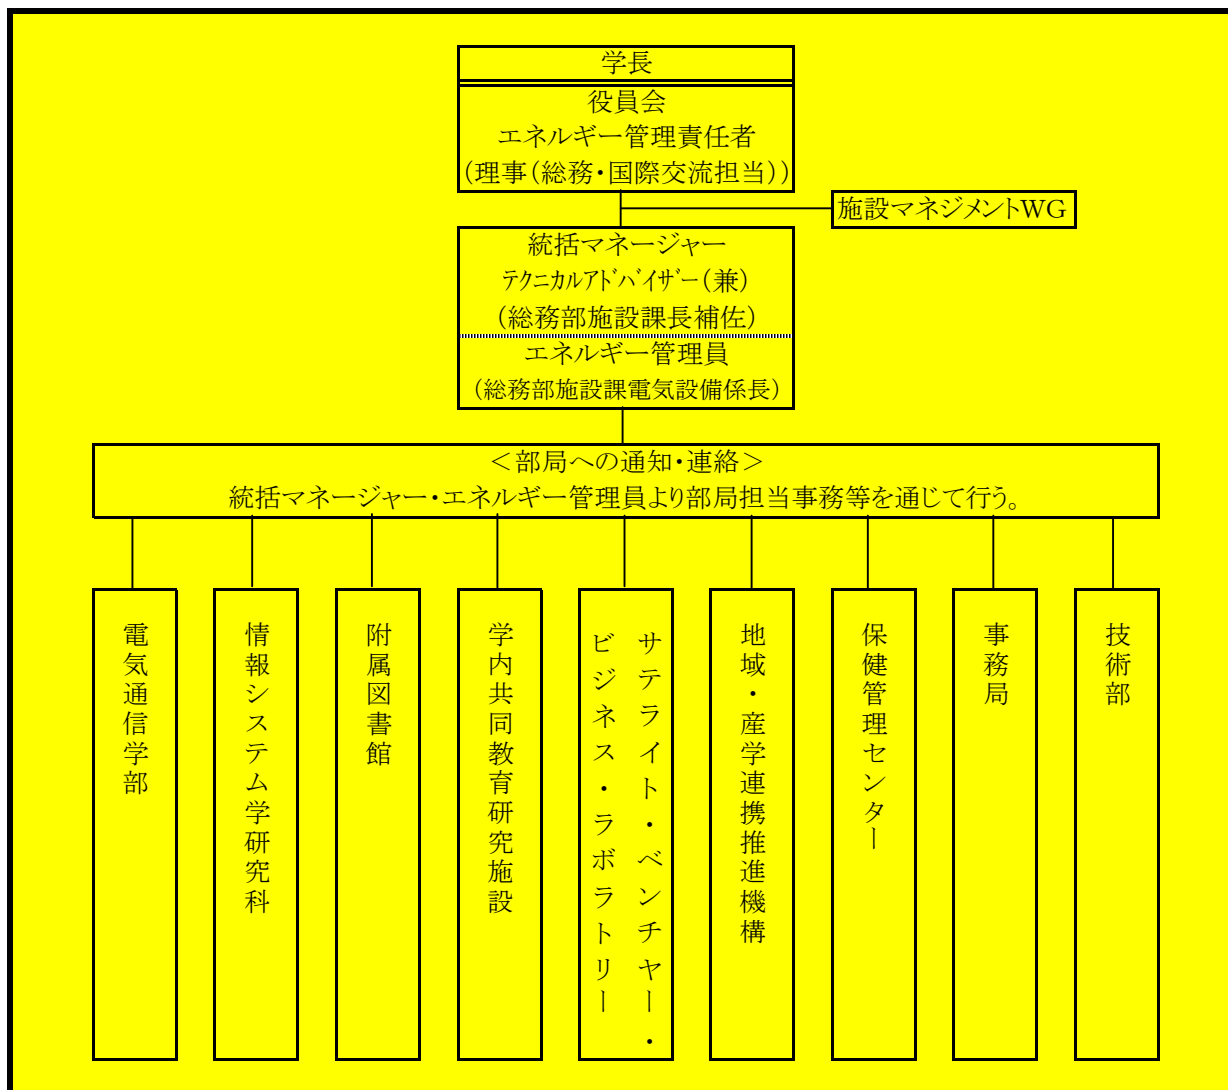 学長
役員会
エネルギー管理責任者
(理事(総務・国際交流担当))
施設マネジメントWG
統括マネージャー
テクニカルアドバイザー(兼)
(総務部施設課長補佐)
エネルギー管理員
(総務部施設課電気設備係長)
<部局への通知・連絡>
統括マネージャー・エネルギー管理員より部局担当事務等を通じて行う。
電気通信学部
情報システム学研究科
附属図書館
学内共同教育研究施設
サテライト・ベンチャー・
ビジネス・ラボラトリー
地域・産学連携推進機構
保健管理センター
事務局
技術部